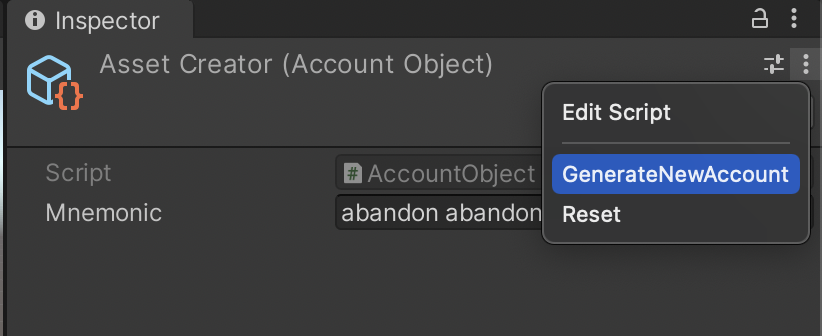 Inspector
Asset Creator (Account Object)
Edit Script
Script
AccountObject
GenerateNewAccount
Mnemonic
abandon abandon
Reset